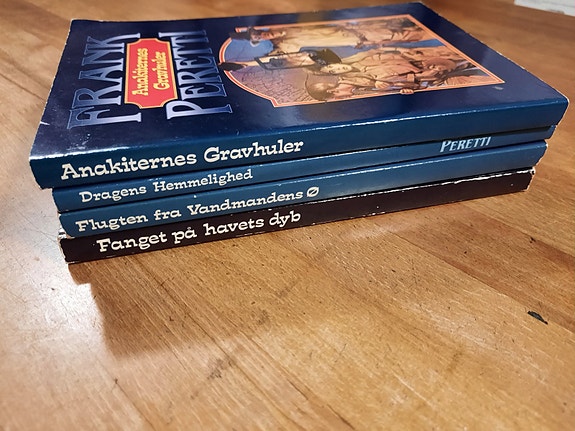 FRANK
Anakiternes
Gravhuler
PERETTI
Anakiternes Gravhuler
Dragens Hemmelighed
PERETTI
Flugten fra Vandmandens Ø
Fanget på havets dyb